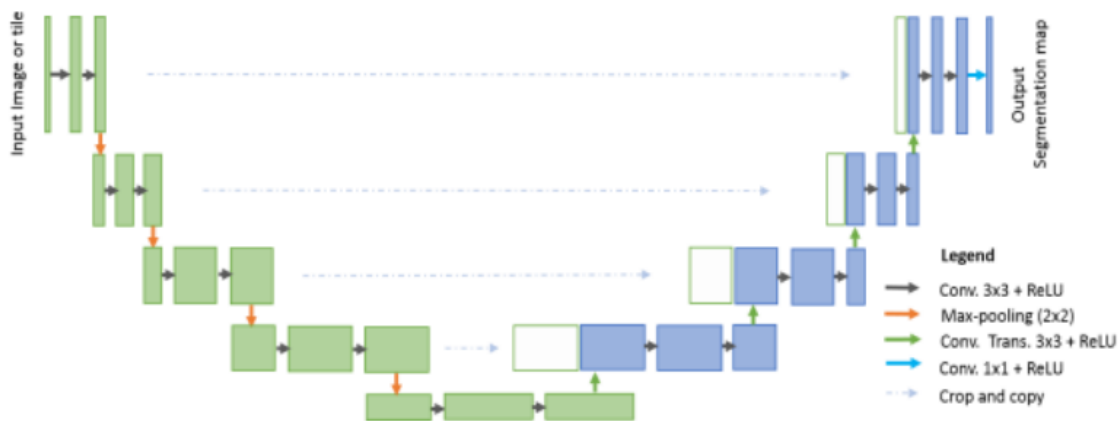 Input Image or tile
Output
Segmentation map
Legend
Conv. 3x3 + ReLU
Max-pooling (2x2)
Conv. Trans. 3x3 + ReLU
Conv. 1x1 + ReLU
Crop and copy